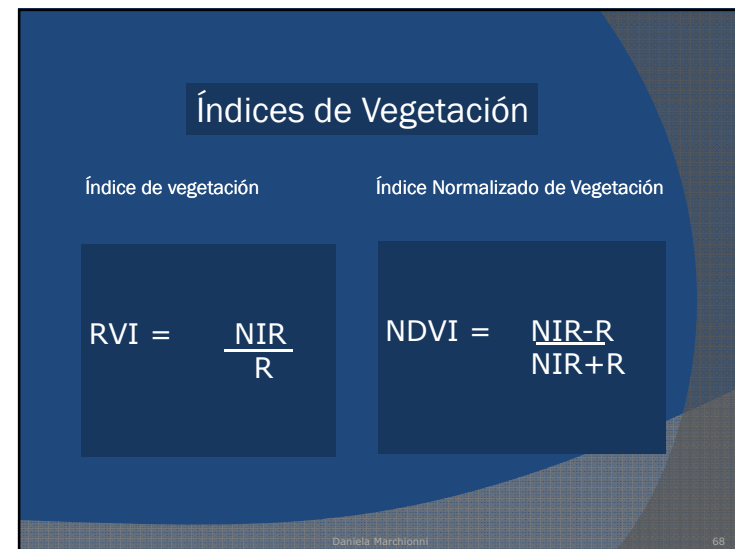 Índices de Vegetación
Índice de vegetación
Índice Normalizado de Vegetación
RVI = NIR
R
NDVI = NIR-R
NIR+R
Daniela Marchionni
68